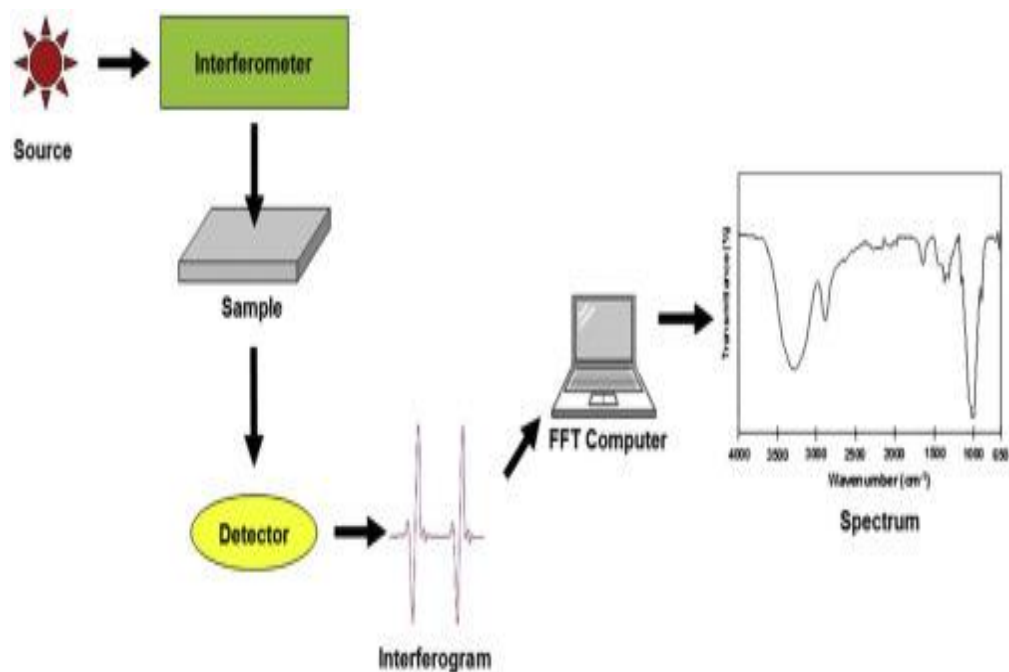 Source
Interferometer
Sample
Detector
Interferogram
FFT Computer
4000 3500 3000 2500 2000 1500 1000 650
Wavenumber (cm⁻¹)
Spectrum